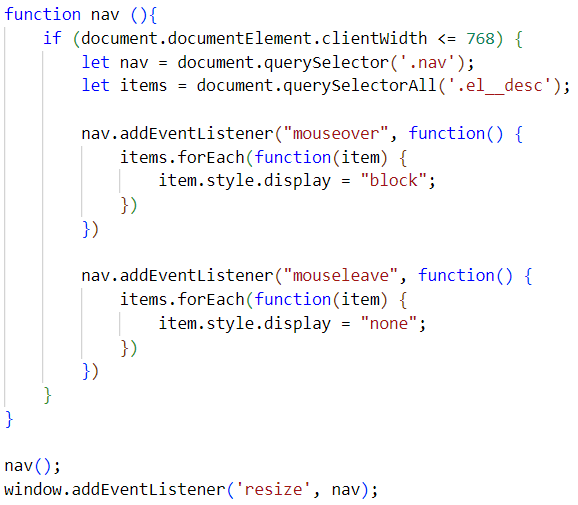 function nav (){
    if (document.documentElement.clientWidth <= 768) {
        let nav = document.querySelector('.nav');
        let items = document.querySelectorAll('.el__desc');

        nav.addEventListener("mouseover", function() {
            items.forEach(function(item) {
                item.style.display = "block";
            })
        })

        nav.addEventListener("mouseleave", function() {
            items.forEach(function(item) {
                item.style.display = "none";
            })
        })
    }
}

nav();
window.addEventListener('resize', nav);